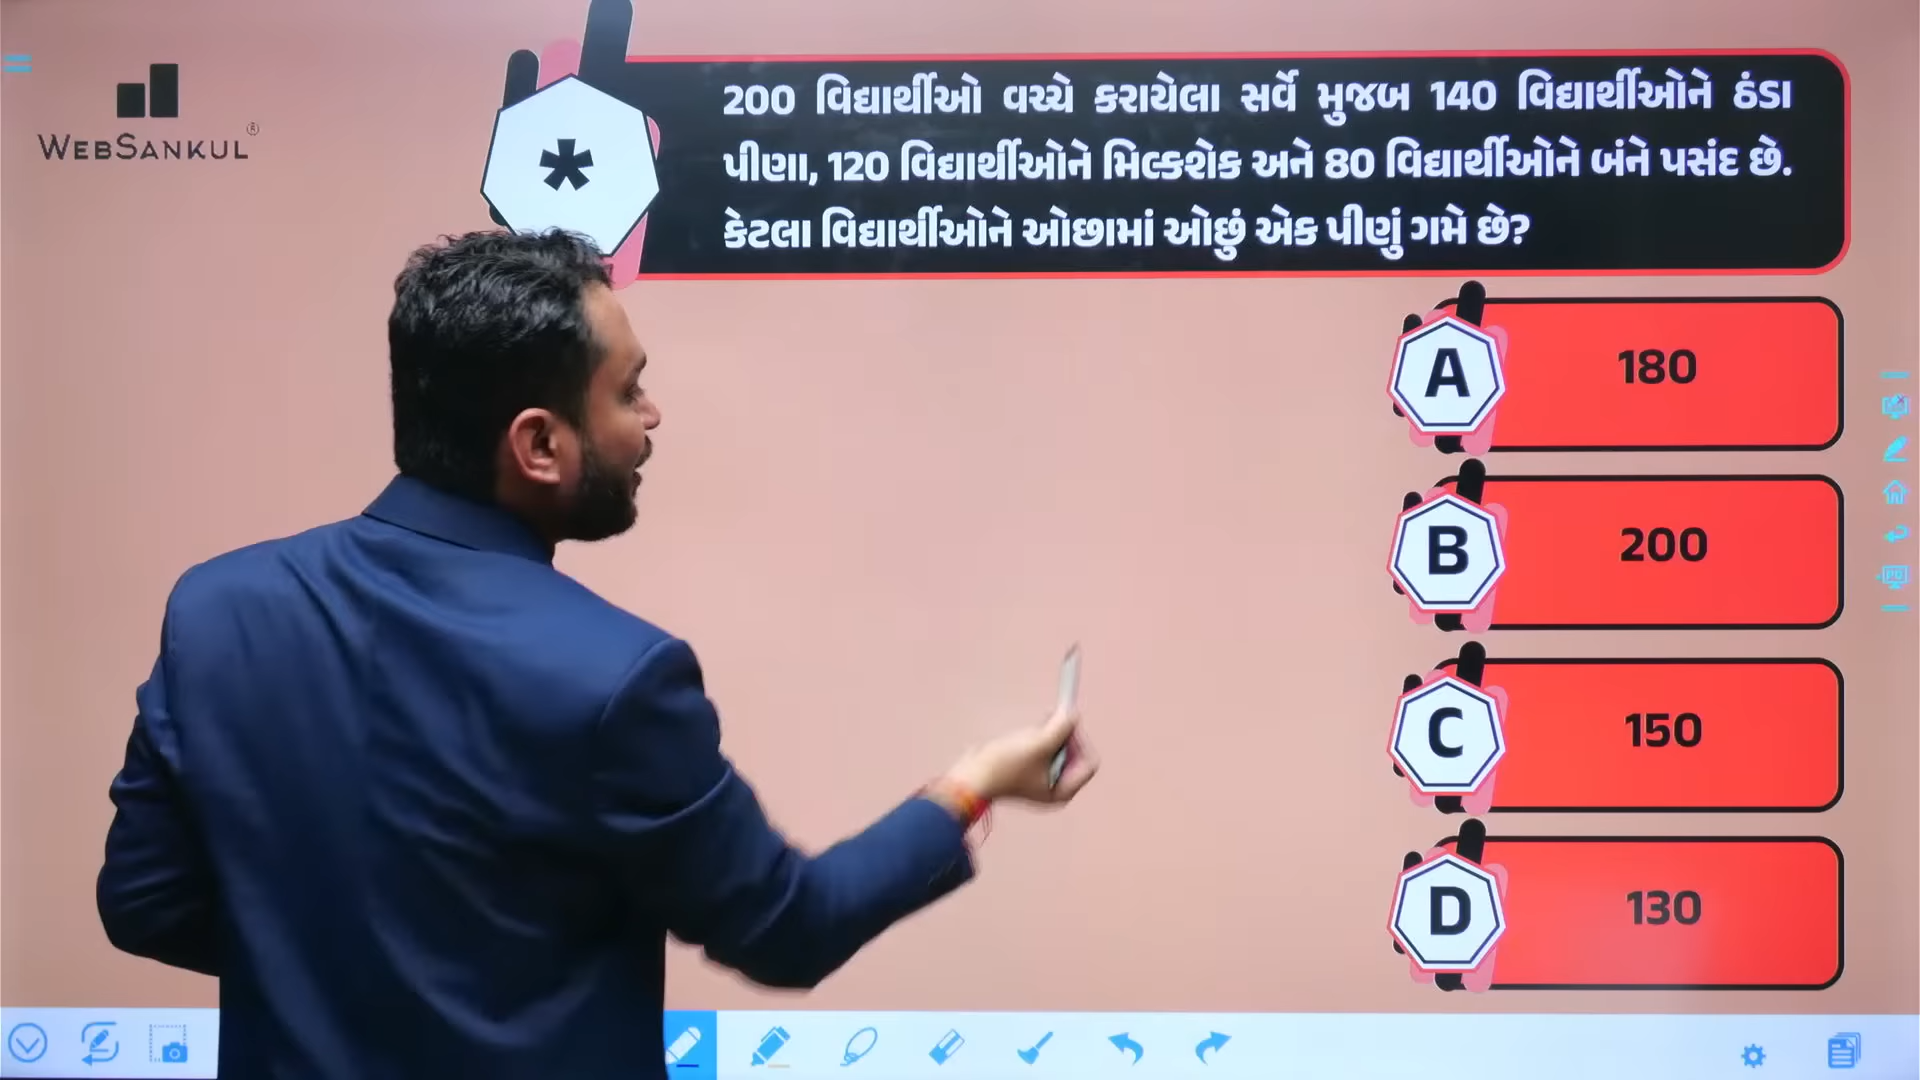 WEBSANKUL®
*
200 વિદ્યાર્થીઓ વચ્ચે કરાયેલા સર્વે મુજબ 140 વિદ્યાર્થીઓને ઠંડા
પીણા, 120 વિદ્યાર્થીઓને મિલ્કશેક અને 80 વિદ્યાર્થીઓને બંને પસંદ છે.
કેટલા વિદ્યાર્થીઓને ઓછામાં ઓછું એક પીણું ગમે છે?
A 180
B 200
C 150
D 130